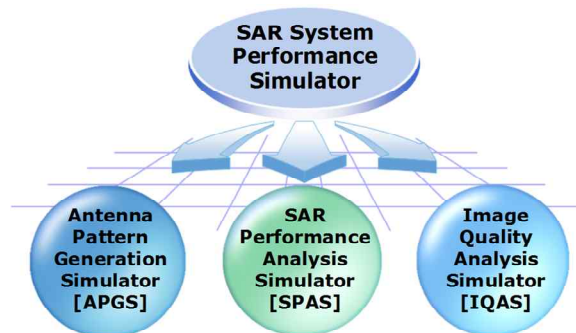 SAR System
Performance
Simulator
Antenna
Pattern
Generation
Simulator
[APGS]
SAR
Performance
Analysis
Simulator
[SPAS]
Image
Quality
Analysis
Simulator
[IQAS]